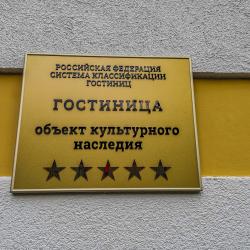 РОССИЙСКАЯ ФЕДЕРАЦИЯ
СИСТЕМА КЛАССИФИКАЦИИ
ГОСТИНИЦ
ГОСТИНИЦА
объект культурного
наследия